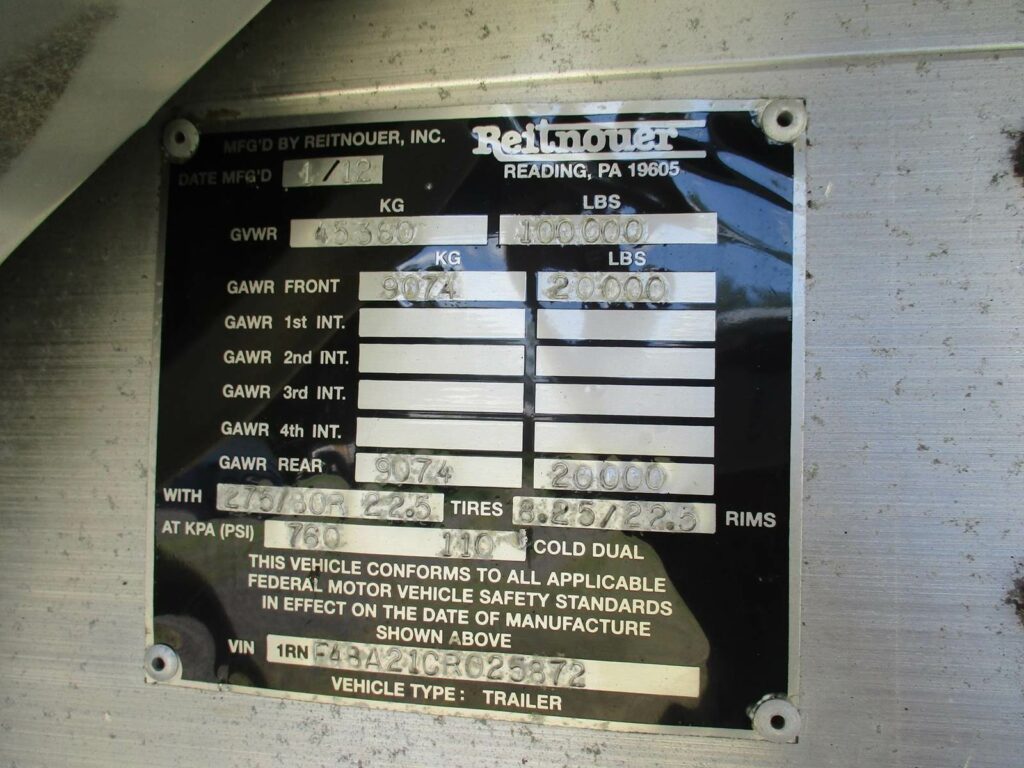 MFG'D BY REITNOUER, INC.
Reitnouer
DATE MFG'D 1/12
READING, PA 19605
KG LBS
GVWR 45360 100000
KG LBS
GAWR FRONT 9074 20000
GAWR 1st INT.
GAWR 2nd INT.
GAWR 3rd INT.
GAWR 4th INT.
GAWR REAR 9074 20000
WITH 275/80R 22.5 TIRES 8.25/22.5 RIMS
AT KPA (PSI) 760 110 COLD DUAL
THIS VEHICLE CONFORMS TO ALL APPLICABLE
FEDERAL MOTOR VEHICLE SAFETY STANDARDS
IN EFFECT ON THE DATE OF MANUFACTURE
SHOWN ABOVE
VIN 1RN F48A21CR025872
VEHICLE TYPE: TRAILER